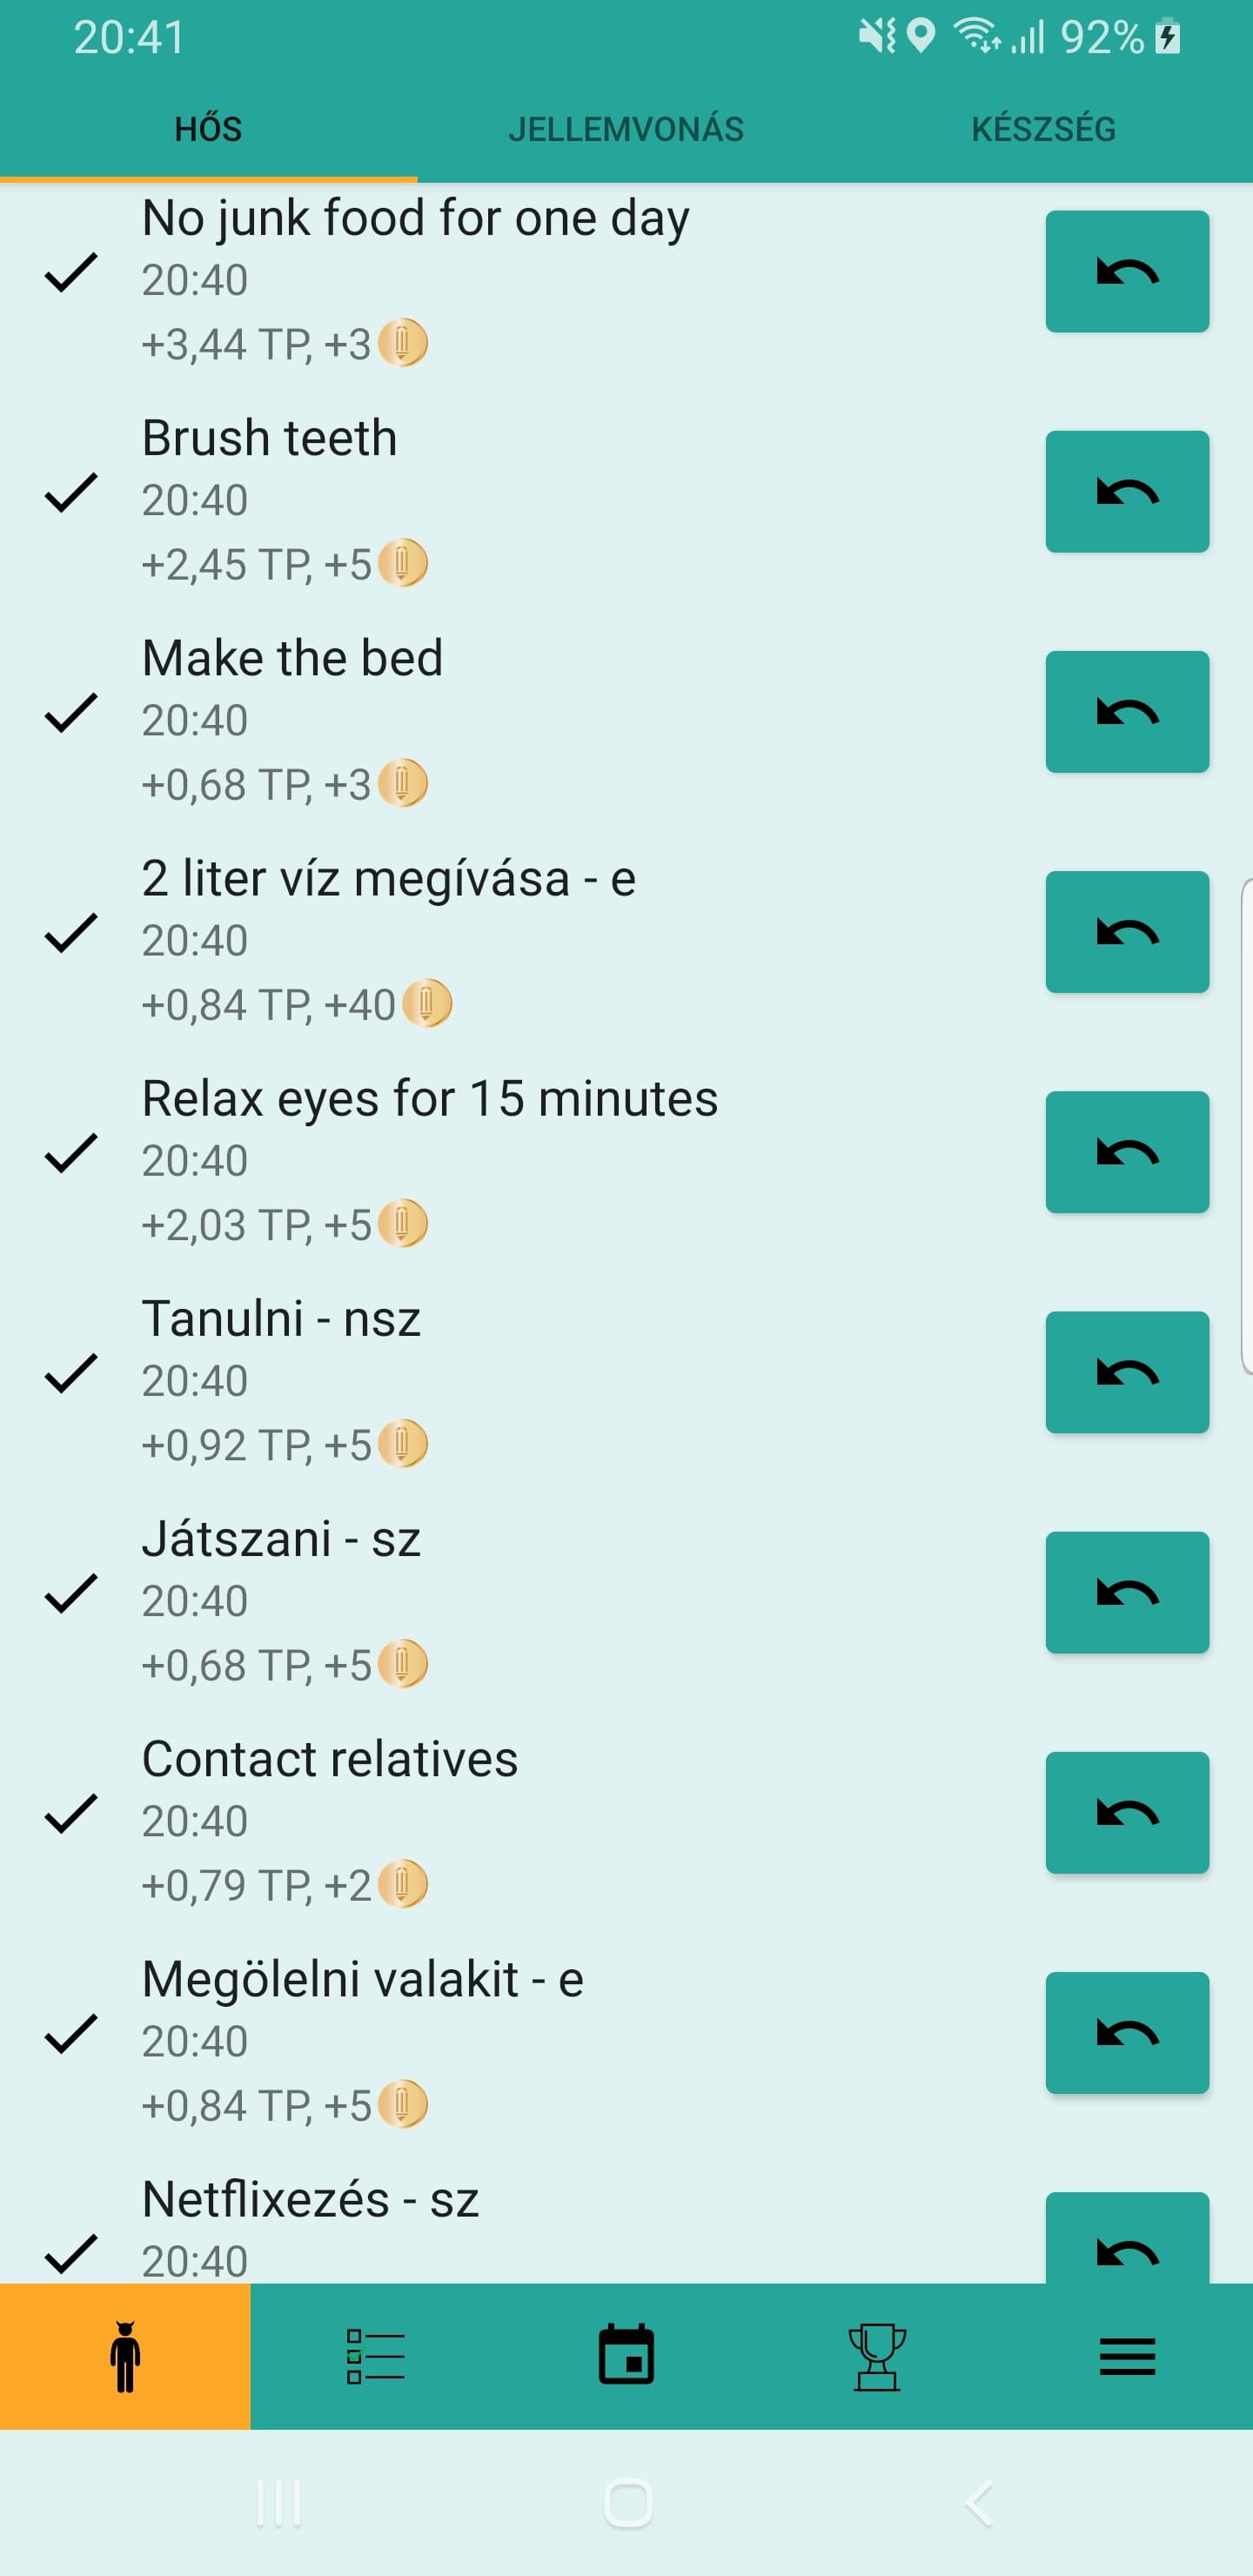 20:41
92%
HŐS
JELLEMVONÁS
KÉSZSÉG
No junk food for one day
20:40
+3,44 TP, +3
Brush teeth
20:40
+2,45 TP, +5
Make the bed
20:40
+0,68 TP, +3
2 liter víz megívása - e
20:40
+0,84 TP, +40
Relax eyes for 15 minutes
20:40
+2,03 TP, +5
Tanulni - nsz
20:40
+0,92 TP, +5
Játszani - sz
20:40
+0,68 TP, +5
Contact relatives
20:40
+0,79 TP, +2
Megölelni valakit - e
20:40
+0,84 TP, +5
Netflixezés - sz
20:40